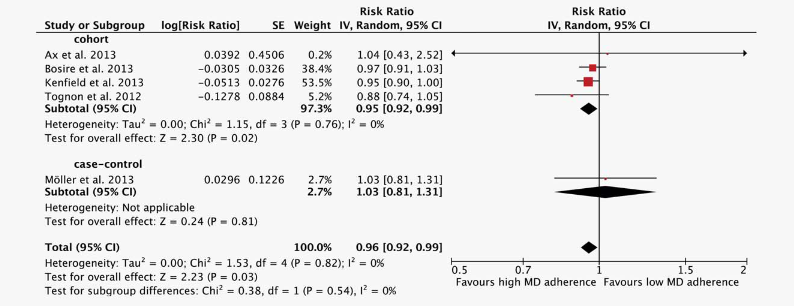 Risk Ratio Risk Ratio
Study or Subgroup log[Risk Ratio] SE Weight IV, Random, 95% CI IV, Random, 95% CI
cohort
Ax et al. 2013 0.0392 0.4506 0.2% 1.04 [0.43, 2.52]
Bosire et al. 2013 −0.0305 0.0326 38.4% 0.97 [0.91, 1.03]
Kenfield et al. 2013 −0.0513 0.0276 53.5% 0.95 [0.90, 1.00]
Tognon et al. 2012 −0.1278 0.0884 5.2% 0.88 [0.74, 1.05]
Subtotal (95% CI) 97.3% 0.95 [0.92, 0.99]
Heterogeneity: Tau² = 0.00; Chi² = 1.15, df = 3 (P = 0.76); I² = 0%
Test for overall effect: Z = 2.30 (P = 0.02)
case-control
Möller et al. 2013 0.0296 0.1226 2.7% 1.03 [0.81, 1.31]
Subtotal (95% CI) 2.7% 1.03 [0.81, 1.31]
Heterogeneity: Not applicable
Test for overall effect: Z = 0.24 (P = 0.81)
Total (95% CI) 100.0% 0.96 [0.92, 0.99]
Heterogeneity: Tau² = 0.00; Chi² = 1.53, df = 4 (P = 0.82); I² = 0%
Test for overall effect: Z = 2.23 (P = 0.03)
Test for subgroup differences: Chi² = 0.38, df = 1 (P = 0.54), I² = 0%
0.5 0.7 1 1.5 2
Favours high MD adherence Favours low MD adherence